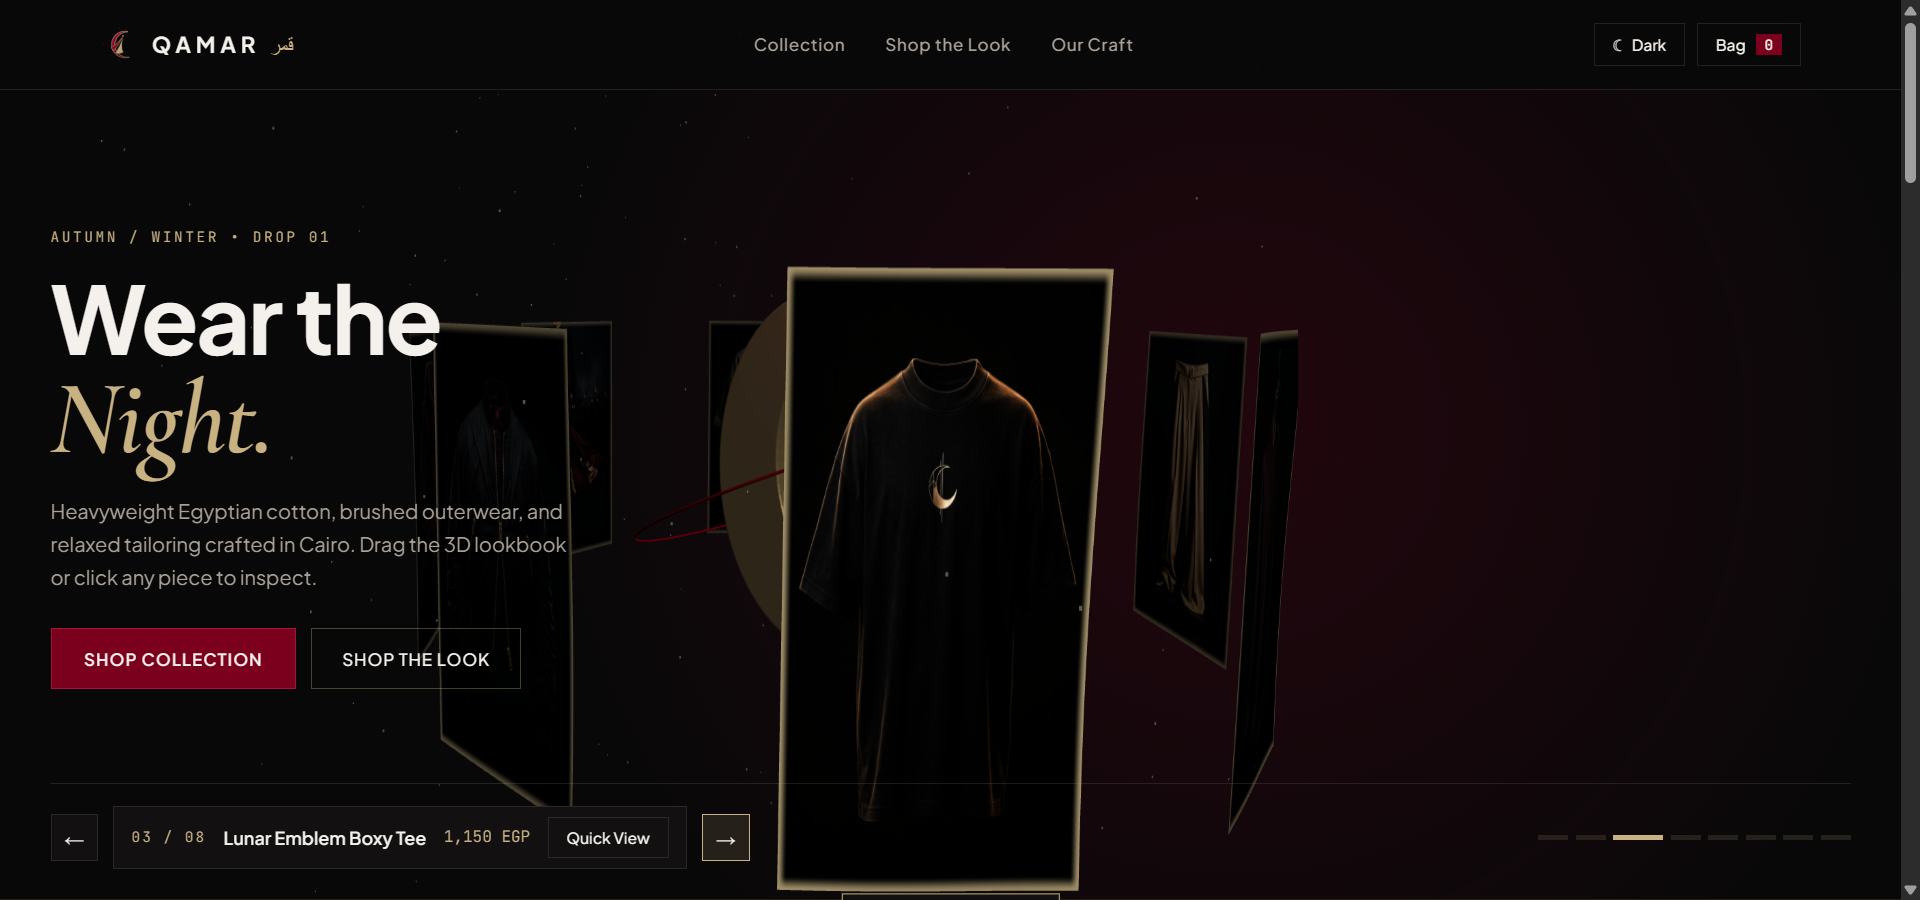 QAMAR قمر
Collection
Shop the Look
Our Craft
☾ Dark
Bag 0
AUTUMN / WINTER • DROP 01
Wear the
Night.
Heavyweight Egyptian cotton, brushed outerwear, and
relaxed tailoring crafted in Cairo. Drag the 3D lookbook
or click any piece to inspect.
SHOP COLLECTION
SHOP THE LOOK
←
03 / 08 Lunar Emblem Boxy Tee 1,150 EGP Quick View
→